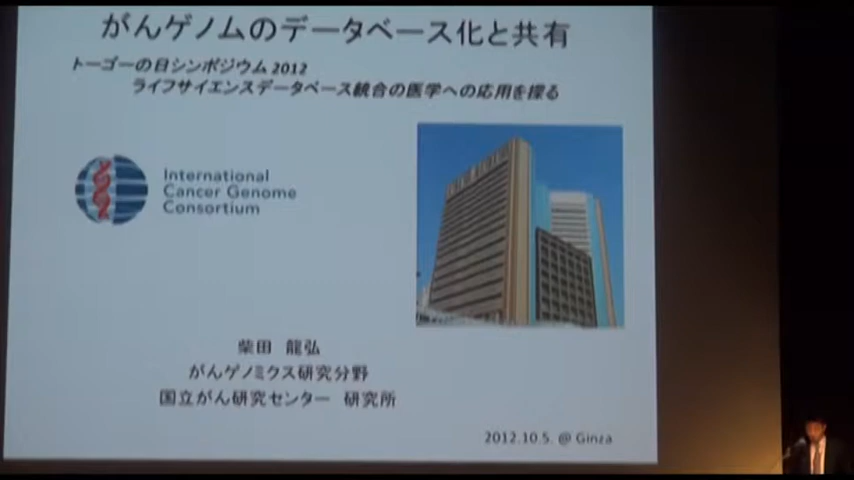 がんゲノムのデータベース化と共有
トーゴーの日シンポジウム2012
ライフサイエンスデータベース統合の医学への応用を探る
International
Cancer Genome
Consortium
柴田 龍弘
がんゲノミクス研究分野
国立がん研究センター 研究所
2012.10.5. @ Ginza